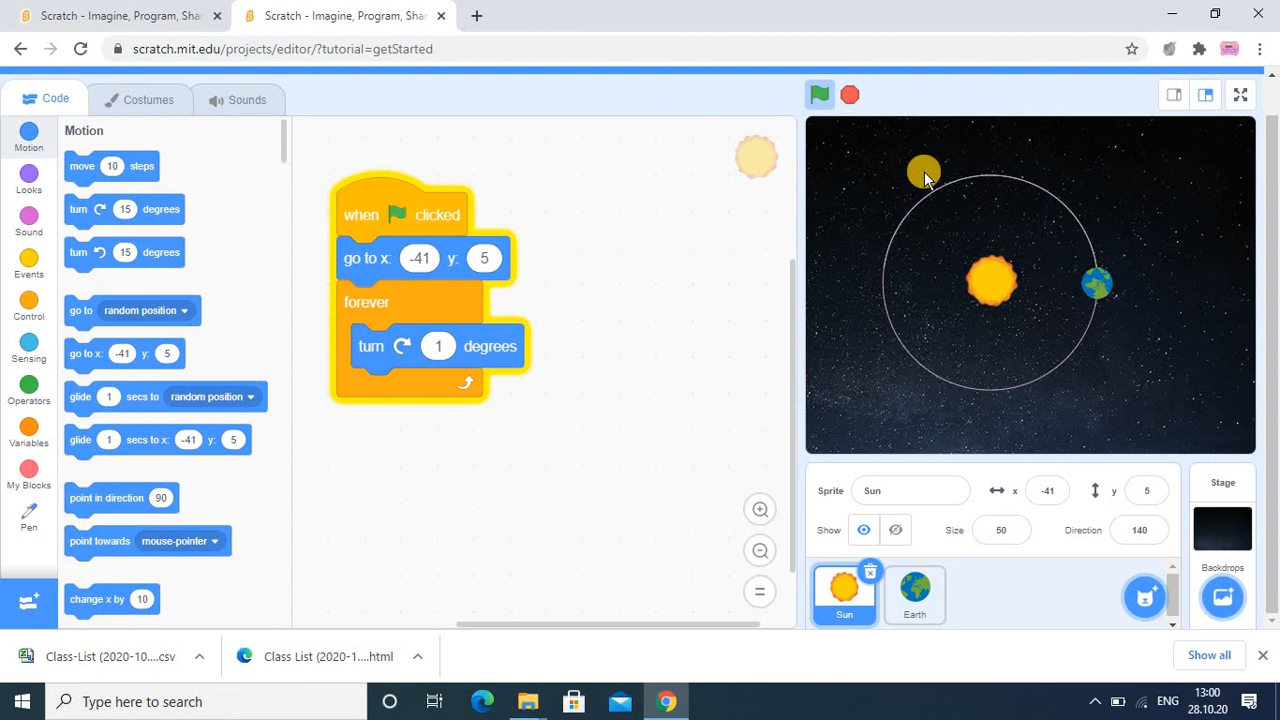 Scratch - Imagine, Program, Shar
Scratch - Imagine, Program, Shar
scratch.mit.edu/projects/editor/?tutorial=getStarted
Code
Costumes
Sounds
Motion
Looks
Sound
Events
Control
Sensing
Operators
Variables
My Blocks
Pen
Motion
move 10 steps
turn 15 degrees
turn 15 degrees
go to random position
go to x: -41 y: 5
glide 1 secs to random position
glide 1 secs to x: -41 y: 5
point in direction 90
point towards mouse-pointer
change x by 10
when clicked
go to x: -41 y: 5
forever
turn 1 degrees
Sprite Sun x -41 y 5
Show Size 50 Direction 140
Sun
Earth
Stage
Backdrops
Class-List (2020-10....csv
Class List (2020-1....html
Show all
Type here to search
ENG
13:00
28.10.20